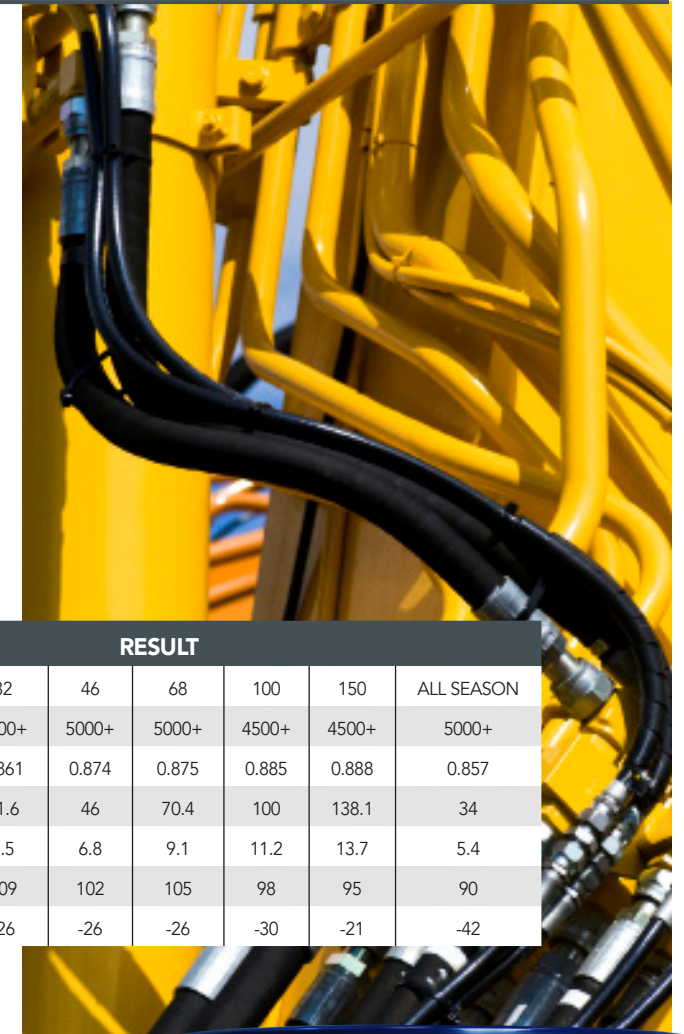 RESULT
32 46 68 100 150 ALL SEASON
00+ 5000+ 5000+ 4500+ 4500+ 5000+
861 0.874 0.875 0.885 0.888 0.857
1.6 46 70.4 100 138.1 34
.5 6.8 9.1 11.2 13.7 5.4
09 102 105 98 95 90
26 -26 -26 -30 -21 -42